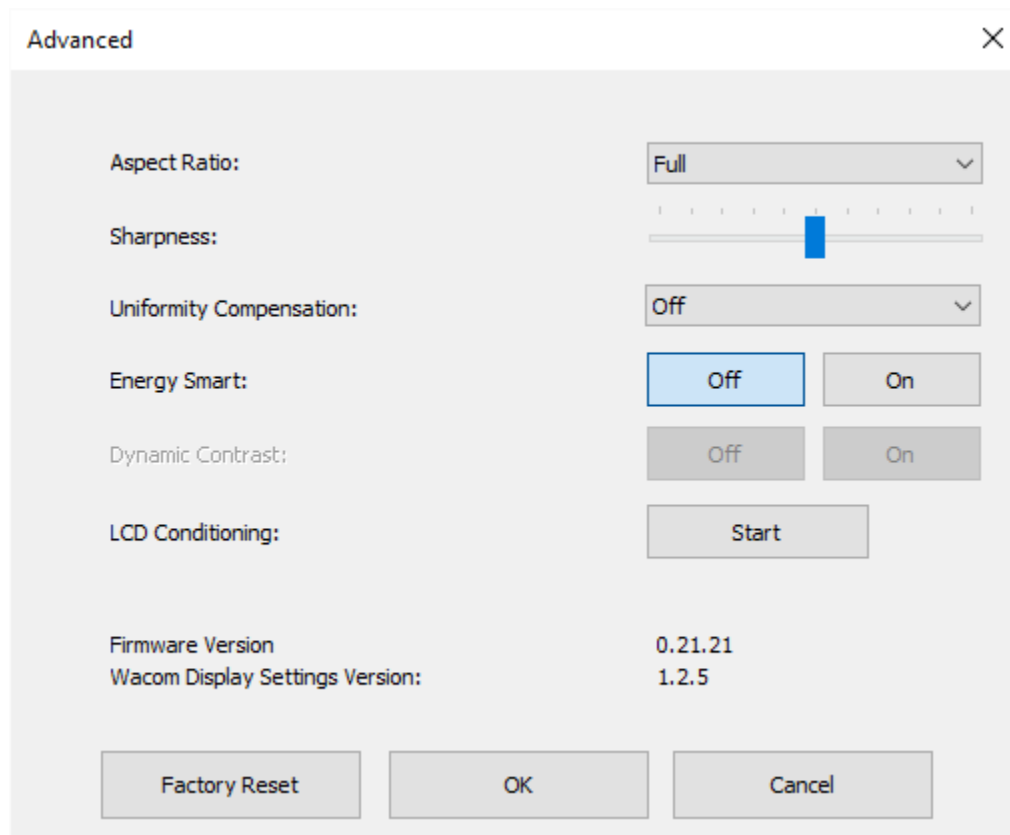 Advanced
Aspect Ratio: Full
Sharpness:
Uniformity Compensation: Off
Energy Smart: Off On
Dynamic Contrast: Off On
LCD Conditioning: Start
Firmware Version 0.21.21
Wacom Display Settings Version: 1.2.5
Factory Reset OK Cancel